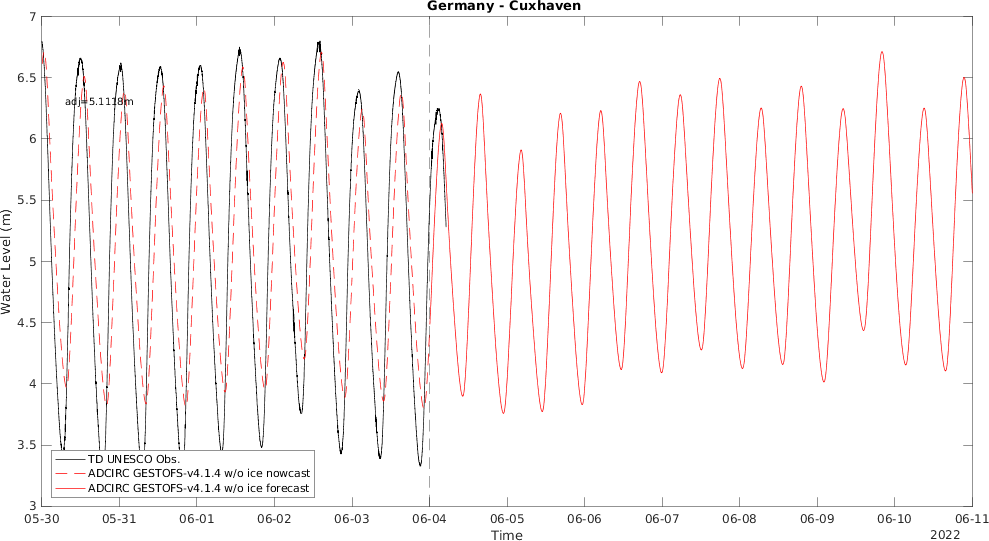 Germany - Cuxhaven
7
6.5
6
5.5
5
4.5
4
3.5
3
Water Level (m)
adj=5.1118m
TD UNESCO Obs.
ADCIRC GESTOFS-v4.1.4 w/o ice nowcast
ADCIRC GESTOFS-v4.1.4 w/o ice forecast
05-30 05-31 06-01 06-02 06-03 06-04 06-05 06-06 06-07 06-08 06-09 06-10 06-11
Time
2022